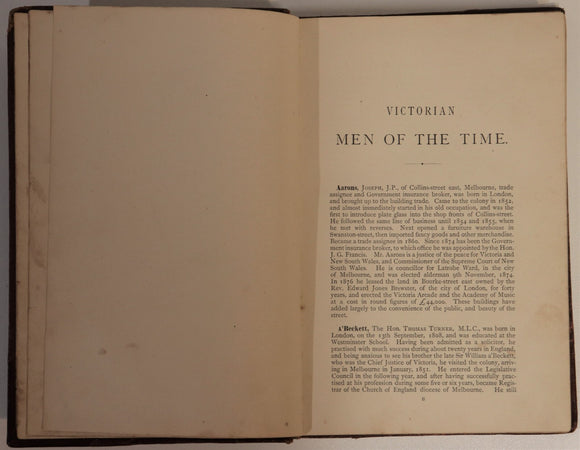 VICTORIAN
MEN OF THE TIME.
Aarons, JOSEPH, J.P., of Collins-street east, Melbourne, trade
assignee and Government insurance broker, was born in London,
and brought up to the building trade. Came to the colony in 1852,
and almost immediately started in his old occupation, and was the
first to introduce plate glass into the shop fronts of Collins-street.
He followed the same line of business until 1854 and 1855, when
he met with reverses. Next opened a furniture warehouse in
Swanston-street, then imported fancy goods and other merchandise.
Became a trade assignee in 1860. Since 1874 has been the Govern-
ment insurance broker, to which office he was appointed by the Hon.
J. G. Francis. Mr. Aarons is a justice of the peace for Victoria and
New South Wales, and Commissioner of the Supreme Court of New
South Wales. He is councillor for Latrobe Ward, in the city
of Melbourne, and was elected alderman 9th November, 1874.
In 1876 he leased the land in Bourke-street east owned by the
Rev. Edward Jones Brewster, of the city of London, for forty
years, and erected the Victoria Arcade and the Academy of Music
at a cost in round figures of £44,000. These buildings have
added largely to the convenience of the public, and beauty of the
street.
A'Beckett, The HON. THOMAS TURNER, M.L.C., was born in
London, on the 13th September, 1808, and was educated at the
Westminster School. Having been admitted as a solicitor, he
practised with much success during about twenty years in England,
and being anxious to see his brother the late Sir William a'Beckett,
who was the Chief Justice of Victoria, he visited the colony, arriv-
ing in Melbourne in January, 1851. He entered the Legislative
Council in the following year, and after having successfully prac-
tised at his profession during some five or six years, became Regis-
trar of the Church of England diocese of Melbourne. He still
B